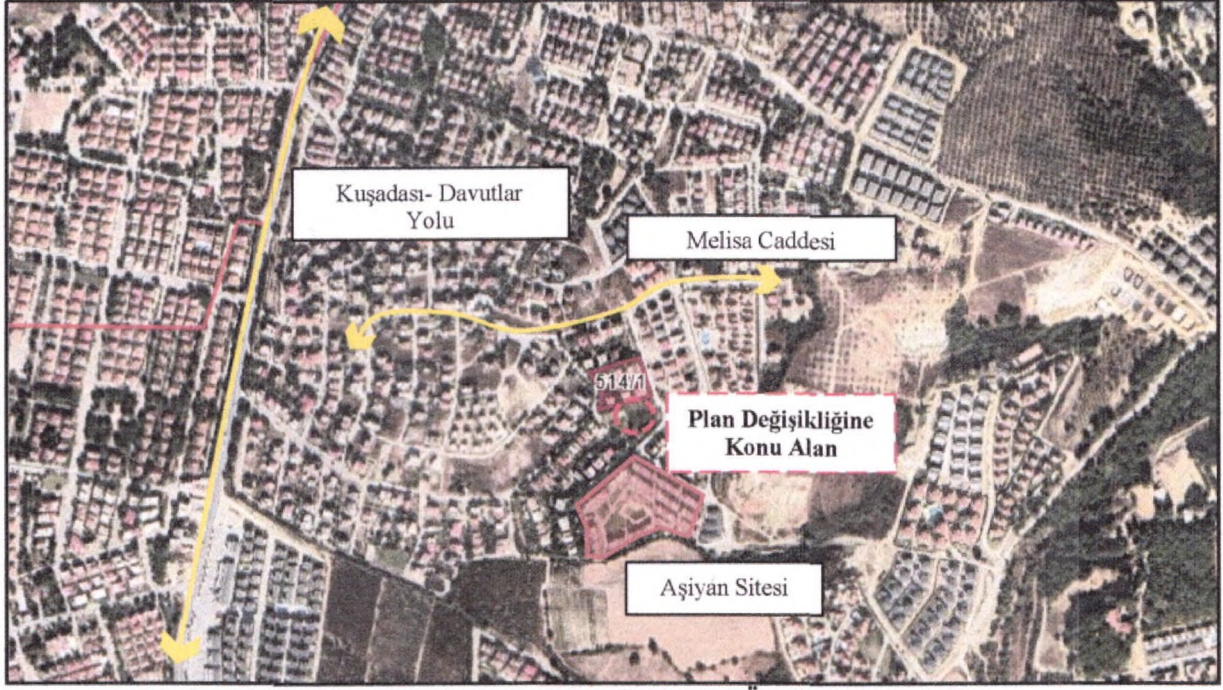 Kuşadası- Davutlar
Yolu
Melisa Caddesi
514/1
Plan Değişikliğine
Konu Alan
Aşiyan Sitesi